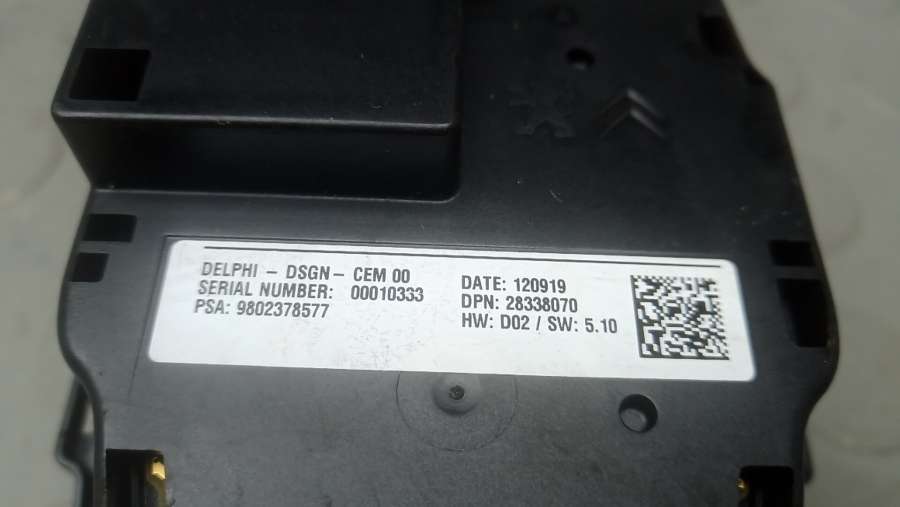 DELPHI - DSGN - CEM 00
SERIAL NUMBER: 00010333
PSA: 9802378577
DATE: 120919
DPN: 28338070
HW: D02 / SW: 5.10